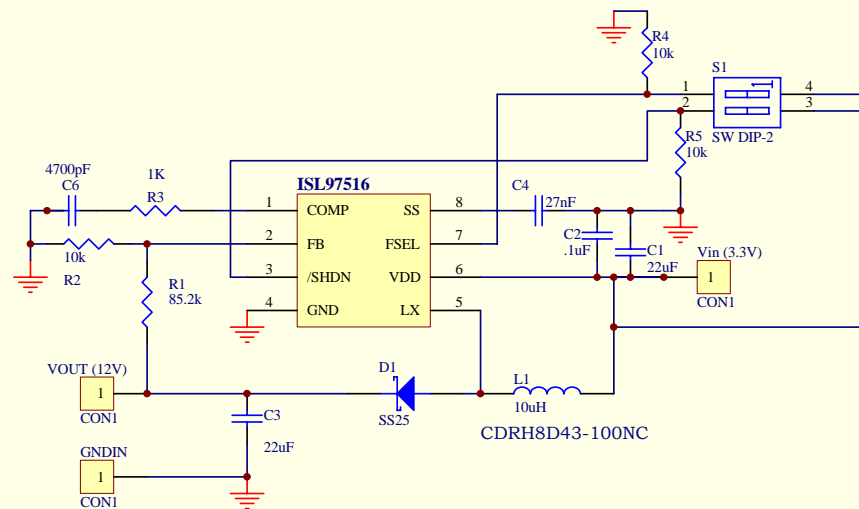 R4
10k
S1
1
4
2
3
SW DIP-2
R5
10k
4700pF
C6
1K
R3
ISL97516
C4
27nF
1
COMP
SS
8
2
FB
FSEL
7
3
/SHDN
VDD
6
4
GND
LX
5
10k
R2
C2
.1uF
C1
22uF
Vin (3.3V)
1
CON1
R1
85.2k
VOUT (12V)
1
CON1
D1
SS25
L1
10uH
CDRH8D43-100NC
C3
22uF
GNDIN
1
CON1